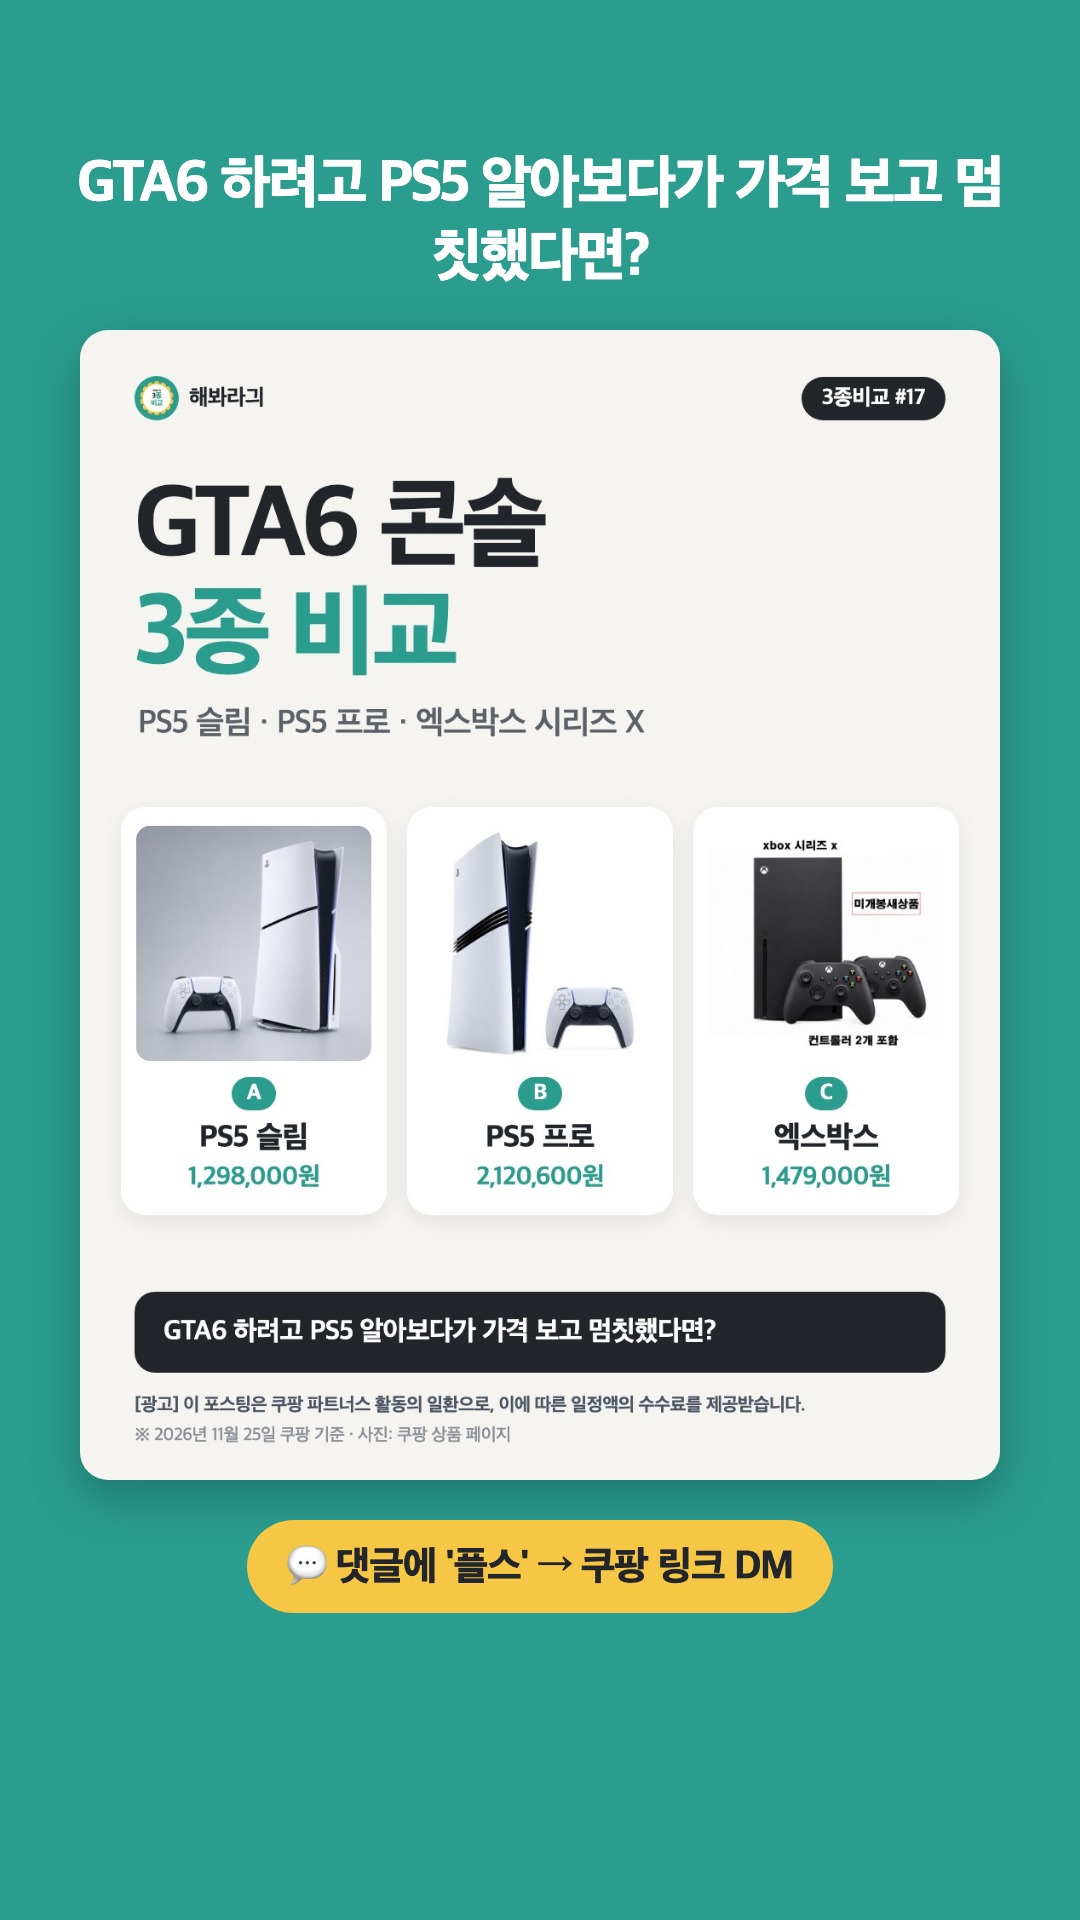 GTA6 하려고 PS5 알아보다가 가격 보고 멈
칫했다면?
3종
비교
해봐라긔
3종비교 #17
GTA6 콘솔
3종 비교
PS5 슬림 · PS5 프로 · 엑스박스 시리즈 X
xbox 시리즈 x
미개봉새상품
컨트롤러 2개 포함
A
PS5 슬림
1,298,000원
B
PS5 프로
2,120,600원
C
엑스박스
1,479,000원
GTA6 하려고 PS5 알아보다가 가격 보고 멈칫했다면?
[광고] 이 포스팅은 쿠팡 파트너스 활동의 일환으로, 이에 따른 일정액의 수수료를 제공받습니다.
※ 2026년 11월 25일 쿠팡 기준 · 사진: 쿠팡 상품 페이지
💬 댓글에 '플스' → 쿠팡 링크 DM